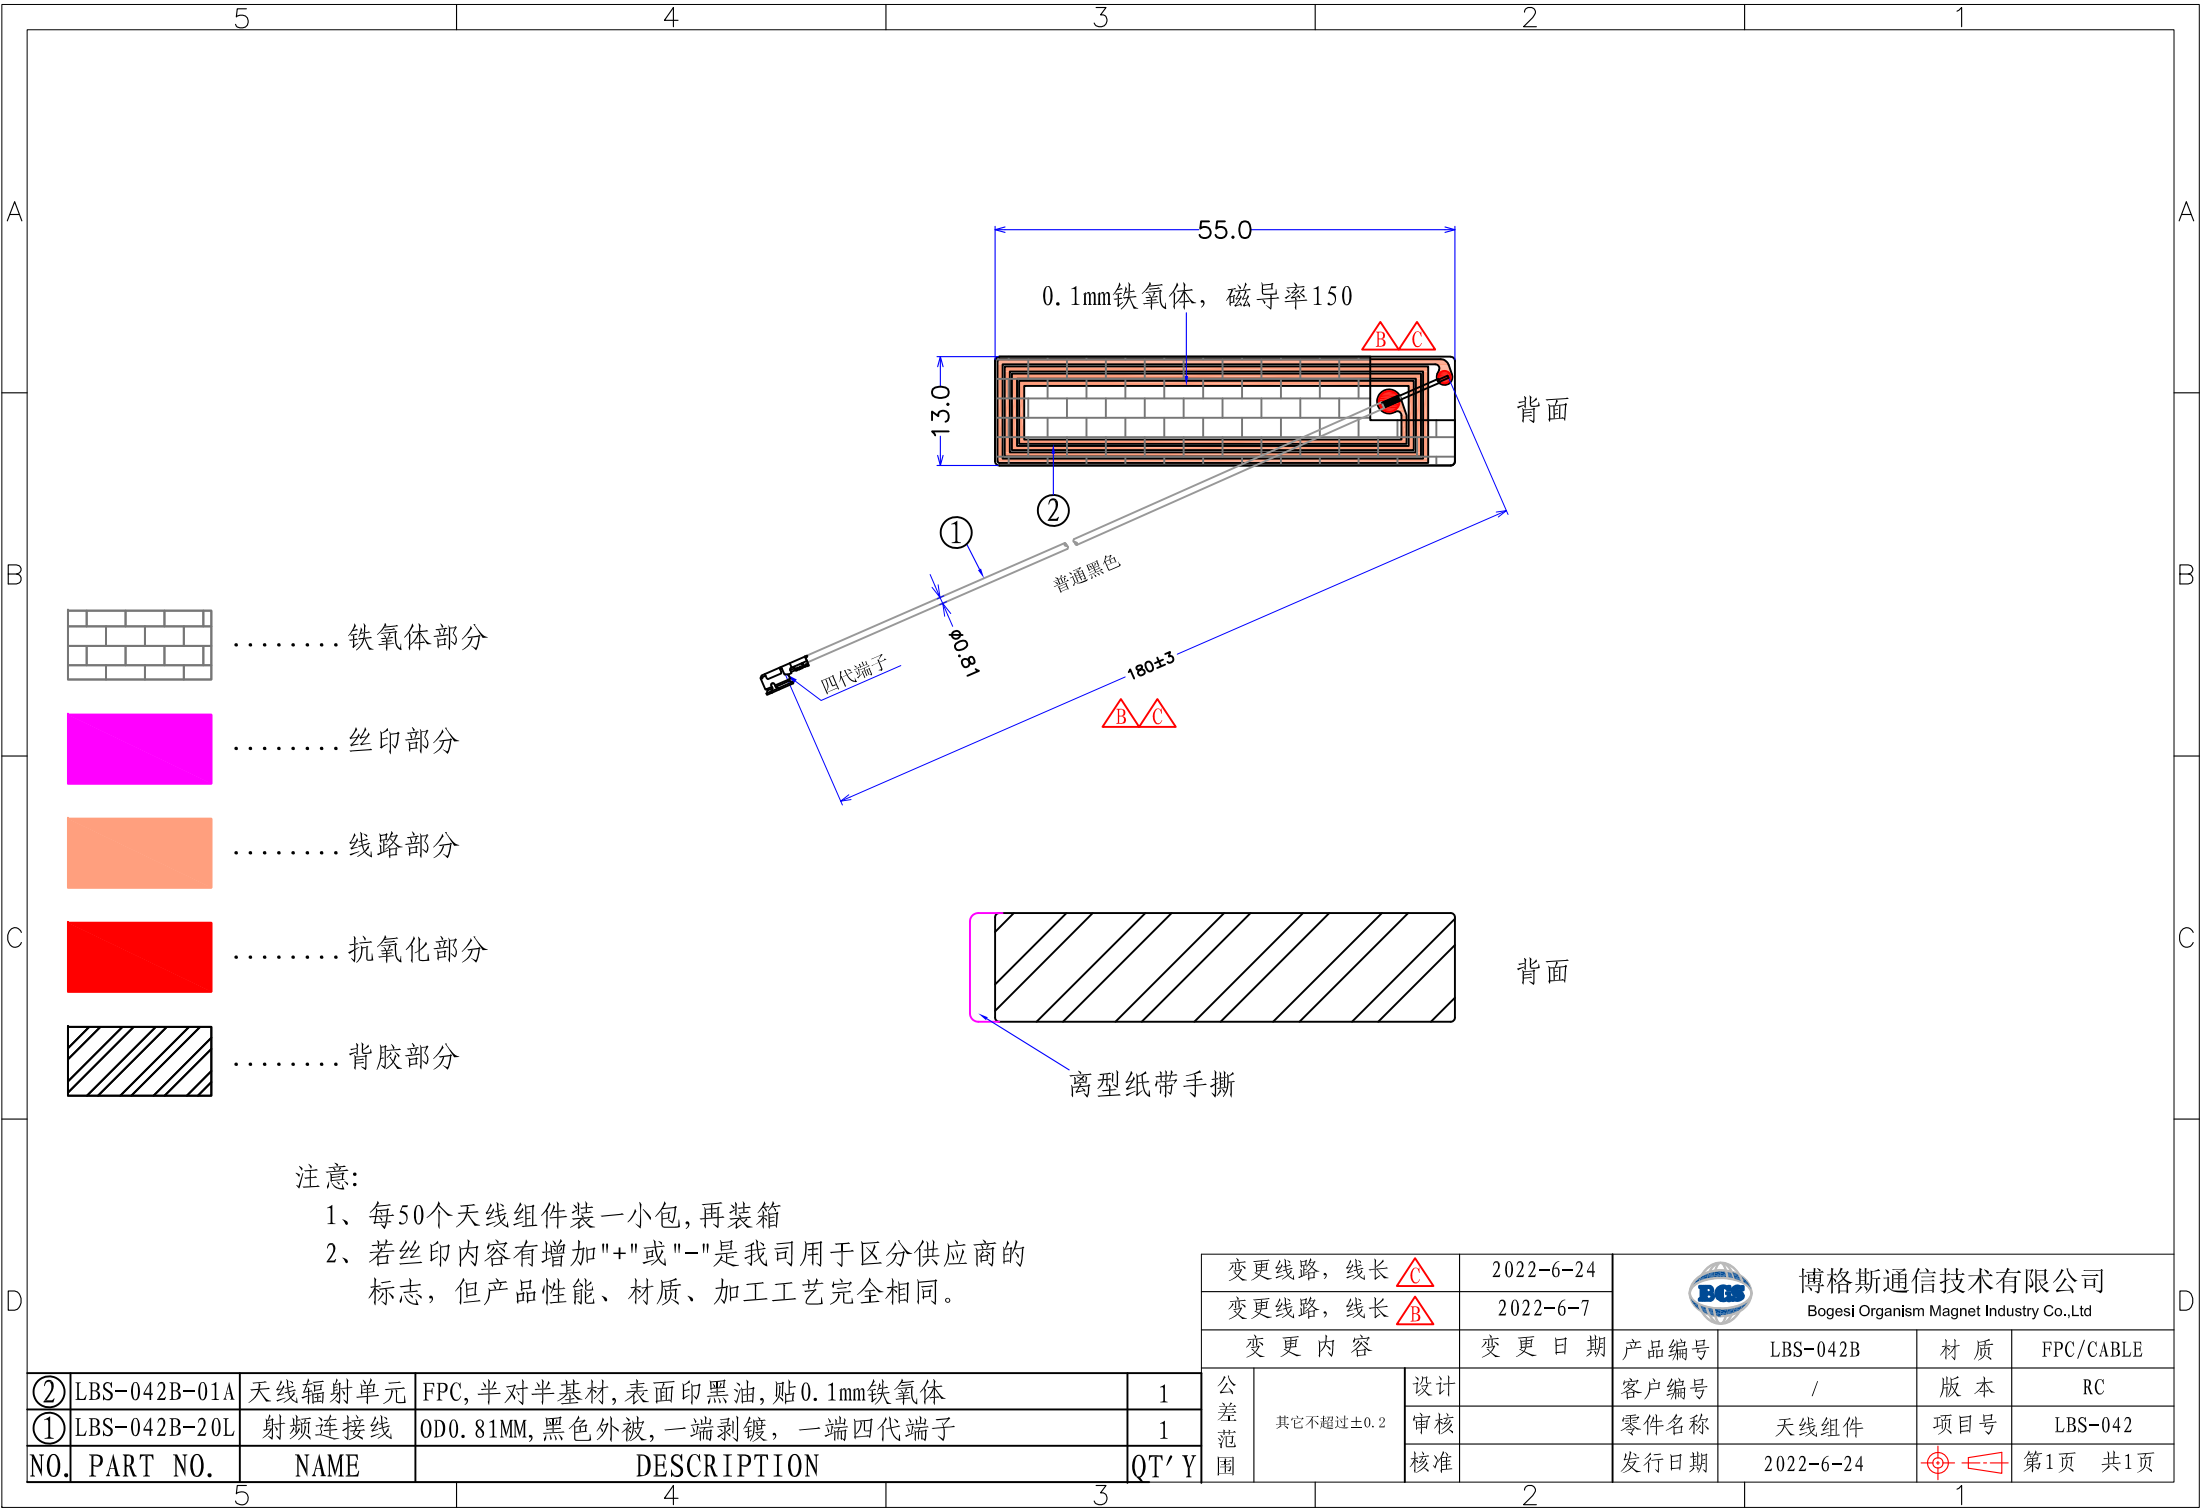 5 4 3 2 1
A A
55.0
0.1mm铁氧体, 磁导率150
B C
13.0
背面
②
①
B B
普通黑色
φ0.81
四代端子
180±3
B C
........铁氧体部分
........丝印部分
........线路部分
........抗氧化部分
........背胶部分
C C
背面
离型纸带手撕
注意:
1、每50个天线组件装一小包,再装箱
2、若丝印内容有增加"+"或"-"是我司用于区分供应商的
标志, 但产品性能、材质、加工工艺完全相同。
D D
变更线路, 线长 C 2022-6-24
变更线路, 线长 B 2022-6-7
变更内容 变更日期
BGS
博格斯通信技术有限公司
Bogesi Organism Magnet Industry Co.,Ltd
产品编号 LBS-042B 材质 FPC/CABLE
客户编号 / 版本 RC
零件名称 天线组件 项目号 LBS-042
发行日期 2022-6-24 第1页 共1页
公差范围 其它不超过±0.2
设计
审核
核准
② LBS-042B-01A 天线辐射单元 FPC,半对半基材,表面印黑油,贴0.1mm铁氧体 1
① LBS-042B-20L 射频连接线 OD0.81MM,黑色外被,一端剥镀, 一端四代端子 1
NO. PART NO. NAME DESCRIPTION QT'Y
5 4 3 2 1